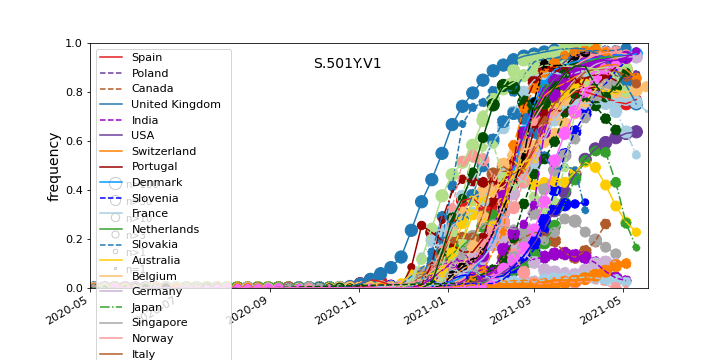 S.501Y.V1
1.0
0.8
0.6
0.4
0.2
0.0
frequency
Spain
Poland
Canada
United Kingdom
India
USA
Switzerland
Portugal
Denmark
Slovenia
France
Netherlands
Slovakia
Australia
Belgium
Germany
Japan
Singapore
Norway
Italy
2020-05
2020-09
2020-11
2021-01
2021-03
2021-05